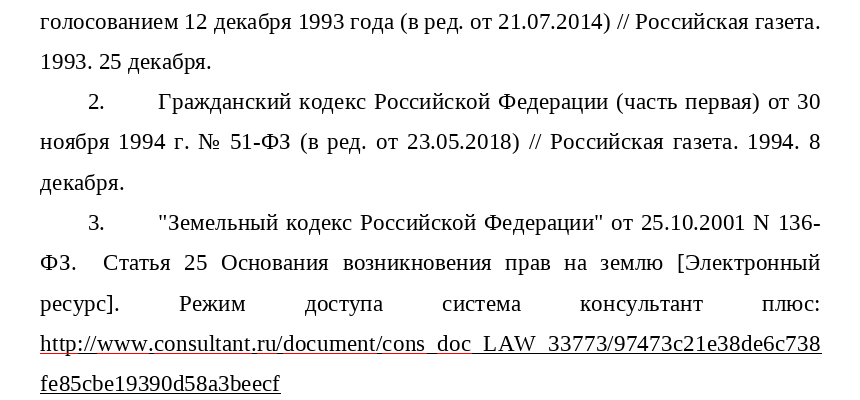 голосованием 12 декабря 1993 года (в ред. от 21.07.2014) // Российская газета.
1993. 25 декабря.
2. Гражданский кодекс Российской Федерации (часть первая) от 30
ноября 1994 г. № 51-ФЗ (в ред. от 23.05.2018) // Российская газета. 1994. 8
декабря.
3. "Земельный кодекс Российской Федерации" от 25.10.2001 N 136-
ФЗ. Статья 25 Основания возникновения прав на землю [Электронный
ресурс]. Режим доступа система консультант плюс:
http://www.consultant.ru/document/cons_doc_LAW_33773/97473c21e38de6c738
fe85cbe19390d58a3beecf